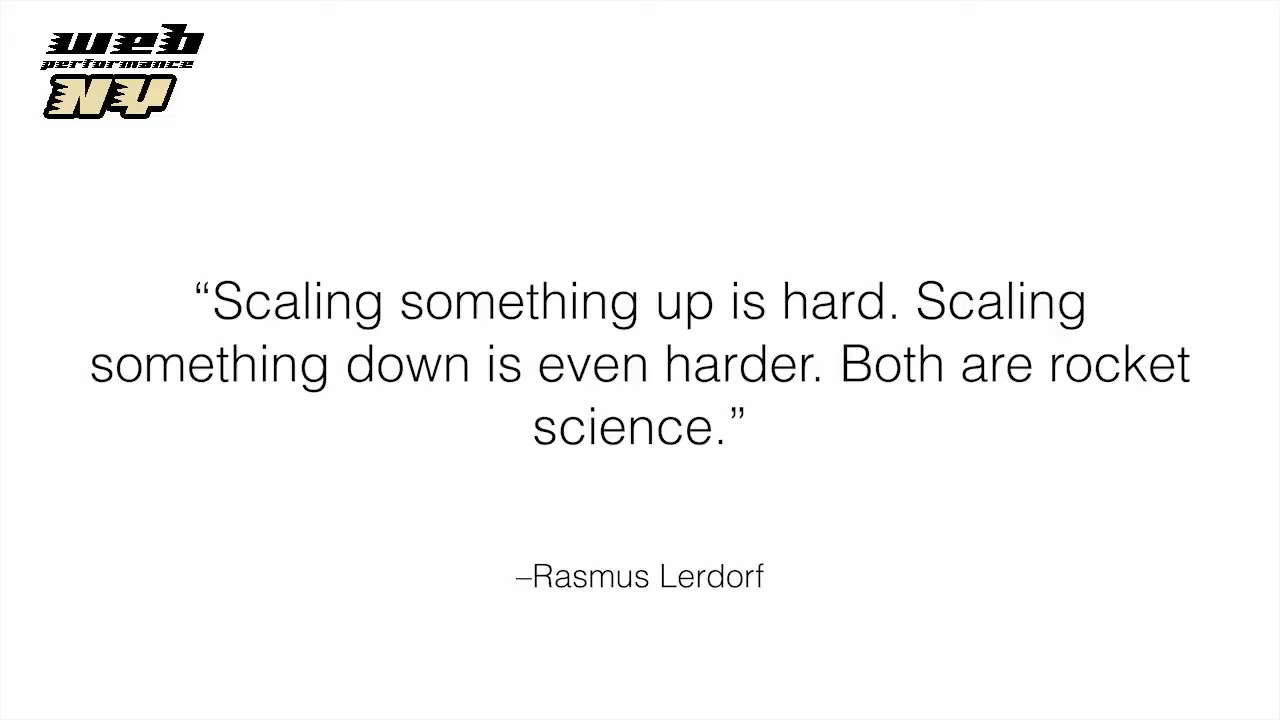 web
performance
NY
“Scaling something up is hard. Scaling
something down is even harder. Both are rocket
science.”
–Rasmus Lerdorf